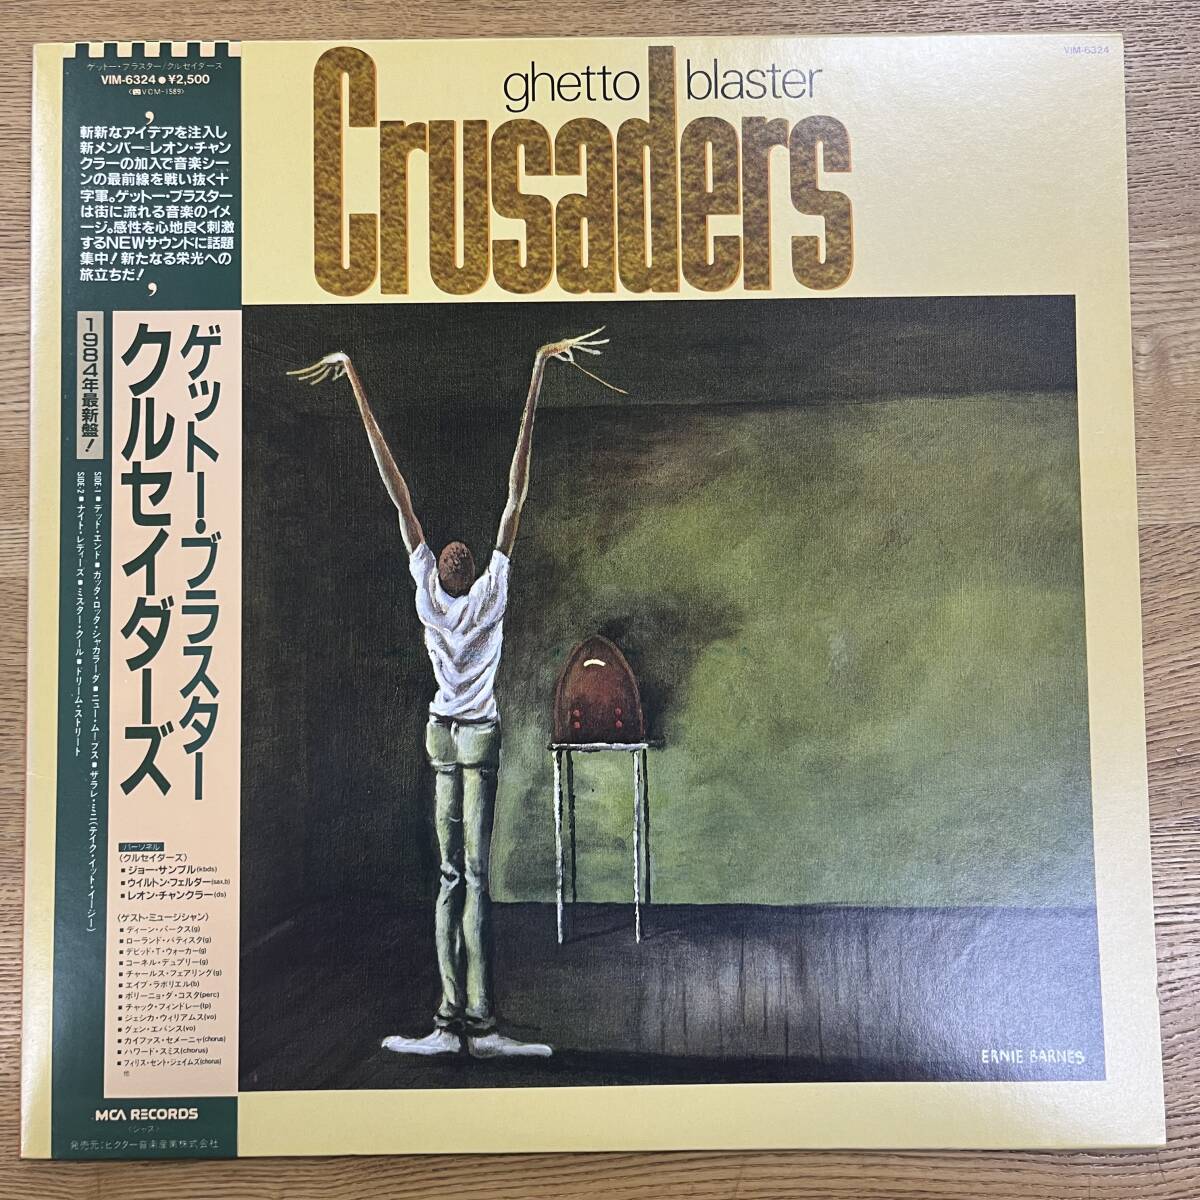 ゲットー・ブラスター/クルセイダーズ
VIM-6324●¥2,500
〈VCM-1589〉
斬新なアイデアを注入し
新メンバー=レオン・チャン
クラーの加入で音楽シー
ンの最前線を戦い抜く十
字軍。ゲットー・ブラスター
は街に流れる音楽のイメ
ージ。感性を心地良く刺激
するNEWサウンドに話題
集中!新たなる栄光への
旅立ちだ!
ゲットー・ブラスター
クルセイダーズ
1984年最新盤!
SIDE:1■デッド・エンド■ガッタ・ロッタ・シャカラーダ■ニュー・ムーブス■ザラレ・ミニ(テイク・イット・イージー)
SIDE:2■ナイト・レディーズ■ミスター・クール■ドリーム・ストリート
パーソネル
〈クルセイダーズ〉
■ジョー・サンプル(kbds)
■ウイルトン・フェルダー(sax,b)
■レオン・チャンクラー(ds)
〈ゲスト・ミュージシャン〉
■ディーン・パークス(g)
■ローランド・バティスタ(g)
■デビッド・T・ウォーカー(g)
■コーネル・デュプリー(g)
■チャールス・フェアリング(g)
■エイブ・ラボリエル(b)
■ポリーニョ・ダ・コスタ(perc)
■チャック・フィンドレー(tp)
■ジェシカ・ウィリアムス(vo)
■グェン・エバンス(vo)
■カイファス・セメーニャ(chorus)
■ハワード・スミス(chorus)
■フィリス・セント・ジェイムズ(chorus)
他
MCA RECORDS
〈ジャズ〉
発売元:ビクター音楽産業株式会社
VIM-6324
ghetto blaster
Crusaders
ERNIE BARNES